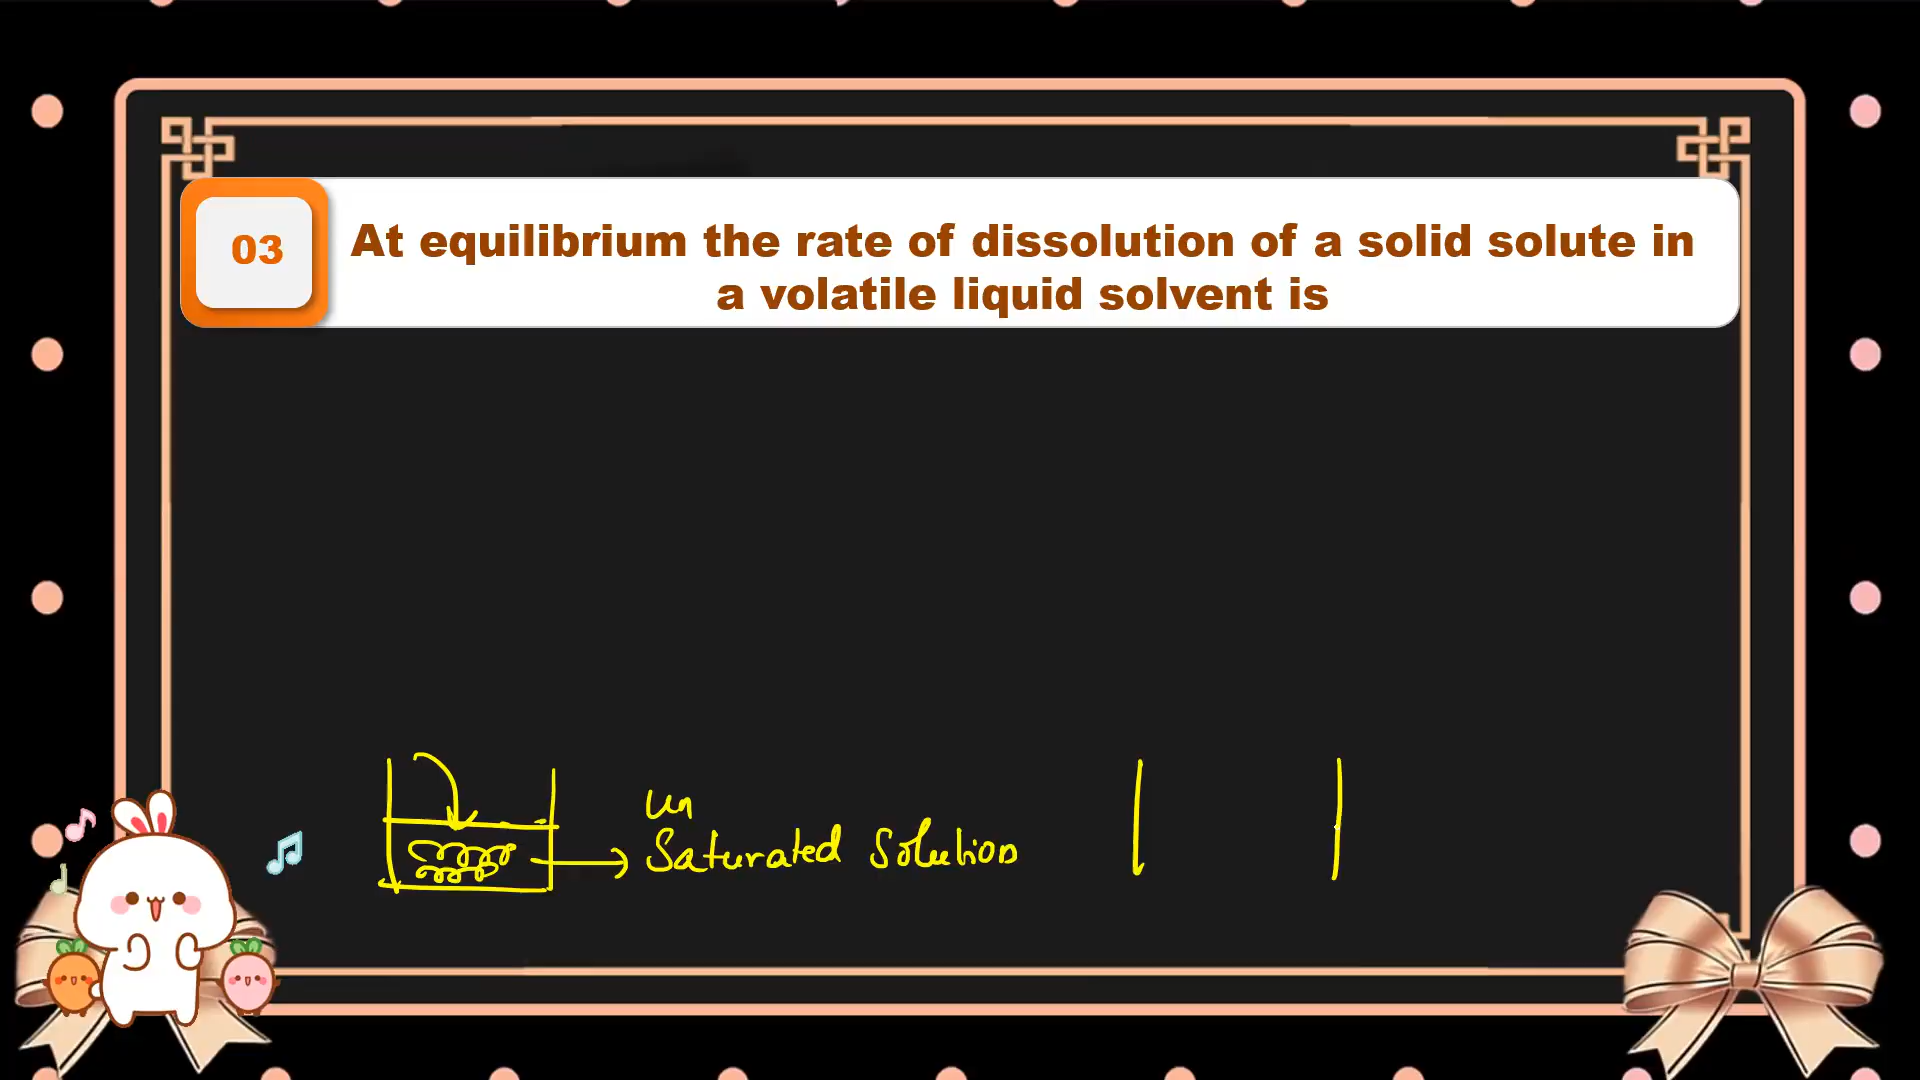 03
At equilibrium the rate of dissolution of a solid solute in
a volatile liquid solvent is
un
Saturated Solution